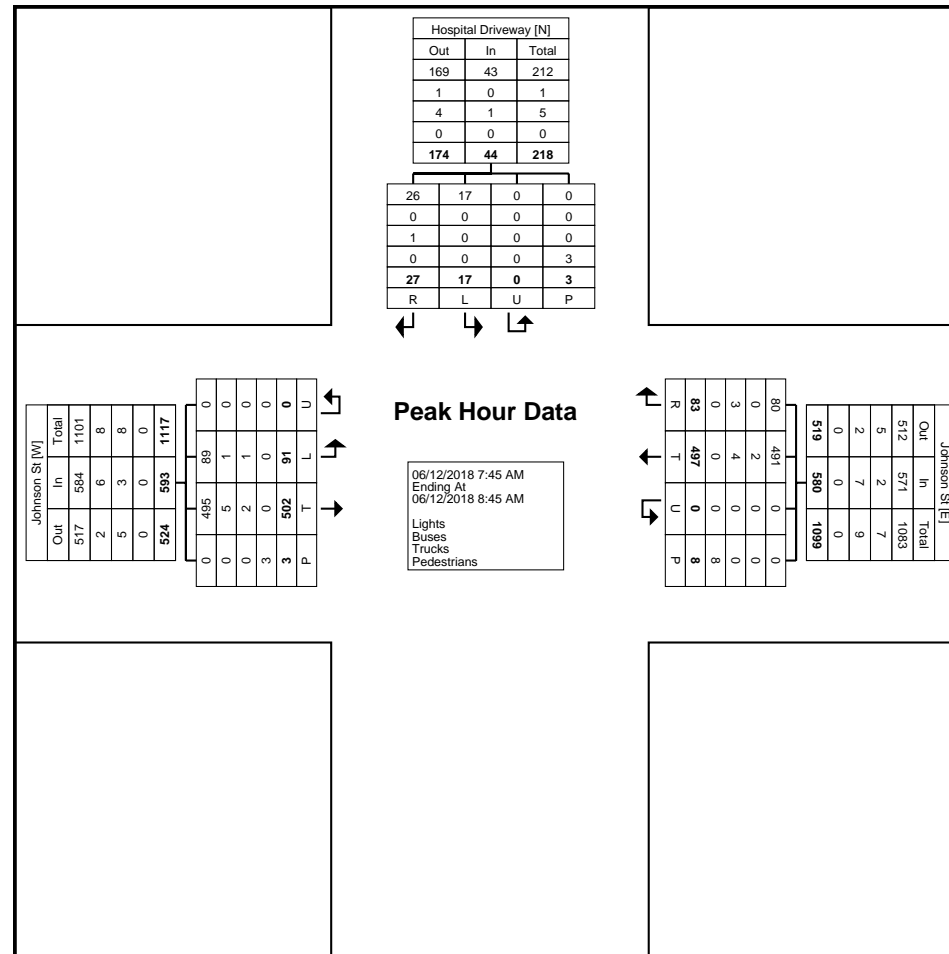 Hospital Driveway [N]
Out In Total
169 43 212
1 0 1
4 1 5
0 0 0
174 44 218
26 17 0 0
0 0 0 0
1 0 0 0
0 0 0 3
27 17 0 3
R L U P
Peak Hour Data
06/12/2018 7:45 AM
Ending At
06/12/2018 8:45 AM
Lights
Buses
Trucks
Pedestrians
Johnson St [W]
Out In Total
517 584 1101
2 6 8
5 3 8
0 0 0
524 593 1117
0 89 495 0
0 1 5 0
0 1 2 0
0 0 0 3
0 91 502 3
U L T P
Johnson St [E]
Out In Total
512 571 1083
5 2 7
2 7 9
0 0 0
519 580 1099
80 491 0 0
0 2 0 0
3 4 0 0
0 0 0 8
83 497 0 8
R T U P